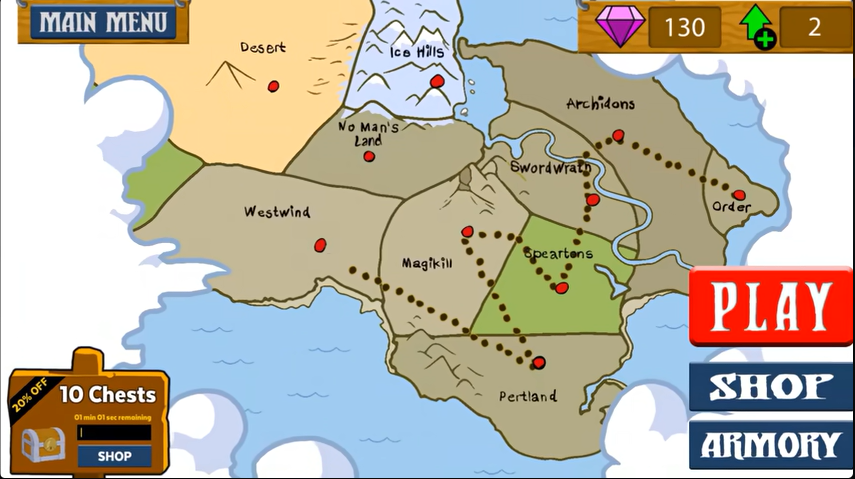 MAIN MENU
130
2
Desert
Ice Hills
Archidons
No Man's
Land
Swordwrath
Order
Westwind
Speartons
Magikill
PLAY
20% OFF
10 Chests
01 min 01 sec remaining
SHOP
Pertland
SHOP
ARMORY